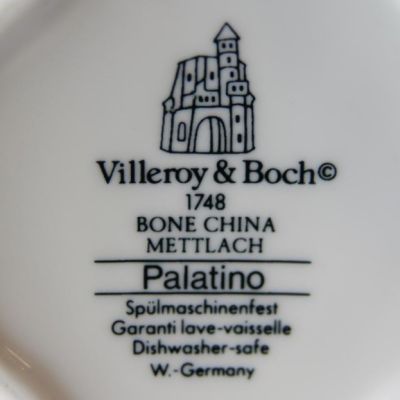 Villeroy & Boch©
1748
BONE CHINA
METTLACH
Palatino
Spülmaschinenfest
Garanti lave-vaisselle
Dishwasher-safe
W.-Germany